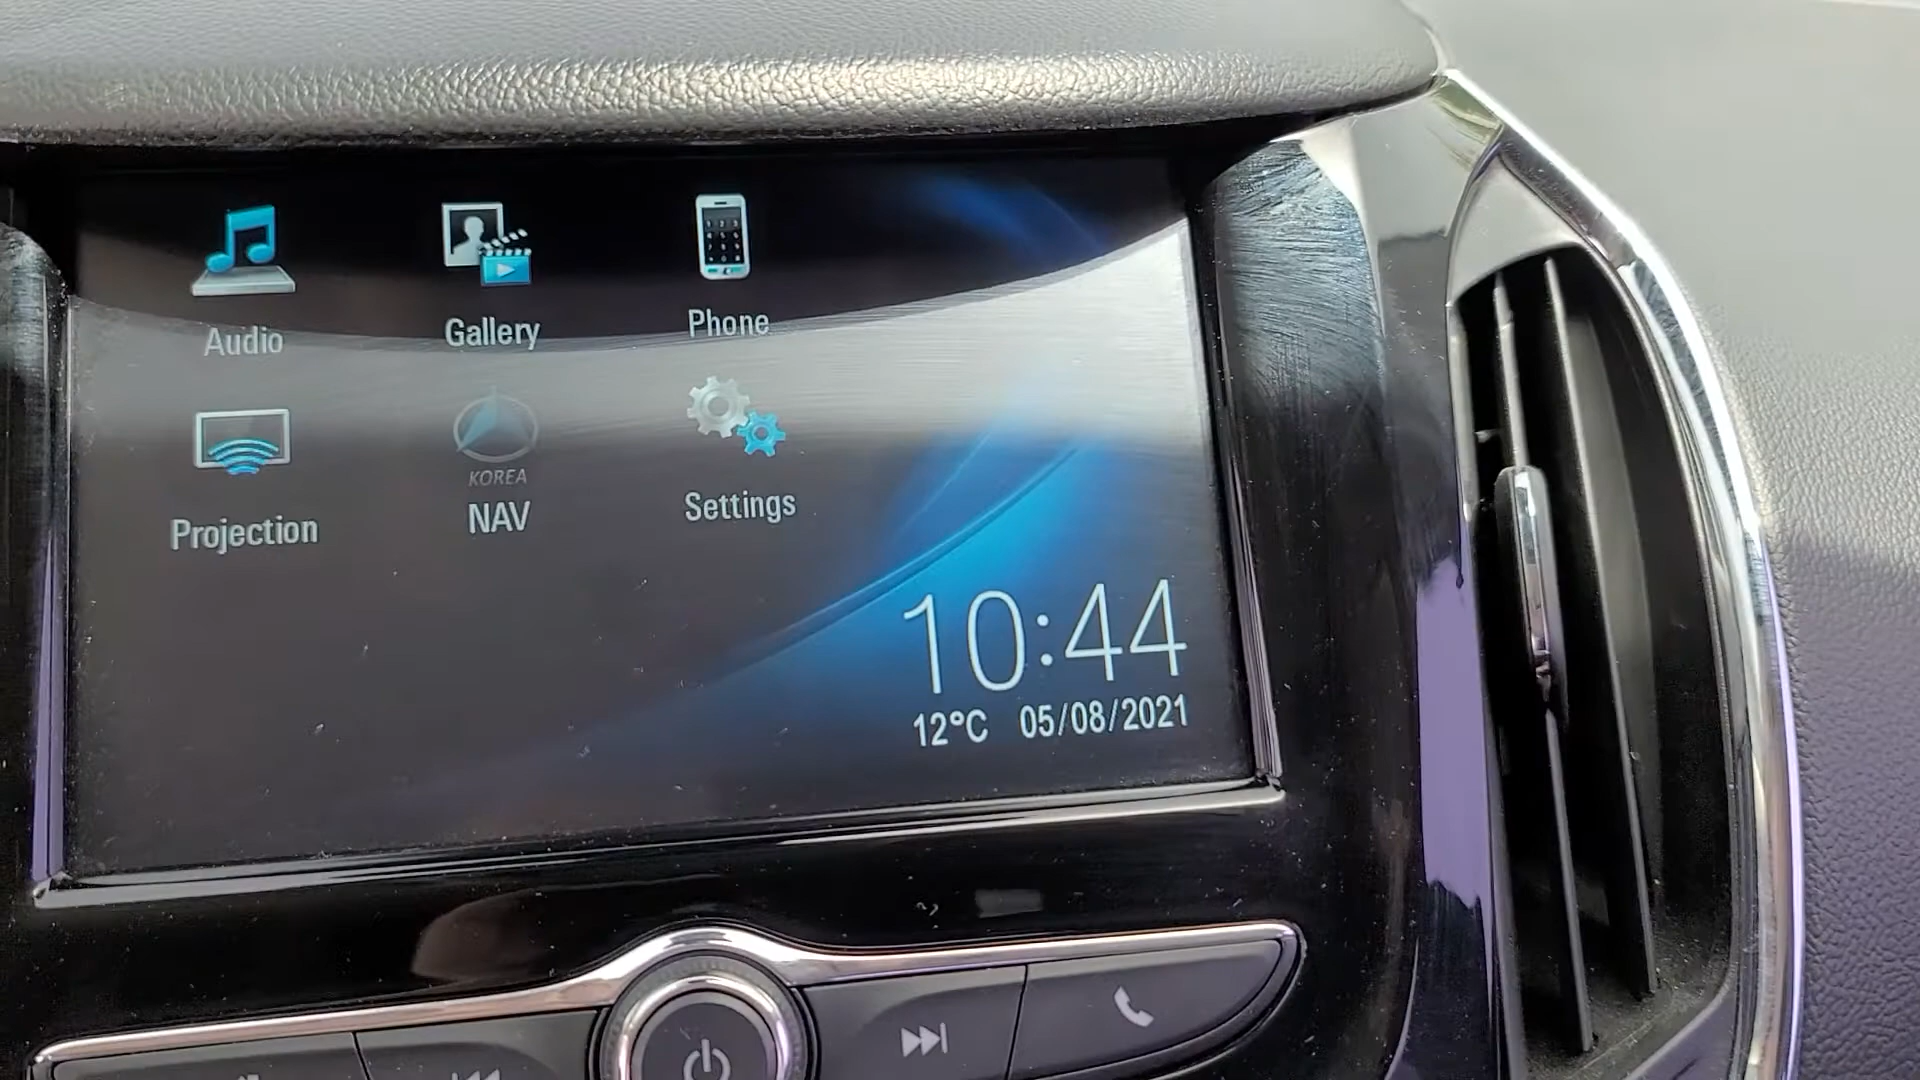 Audio
Gallery
Phone
Projection
KOREA
NAV
Settings
10:44
12°C 05/08/2021